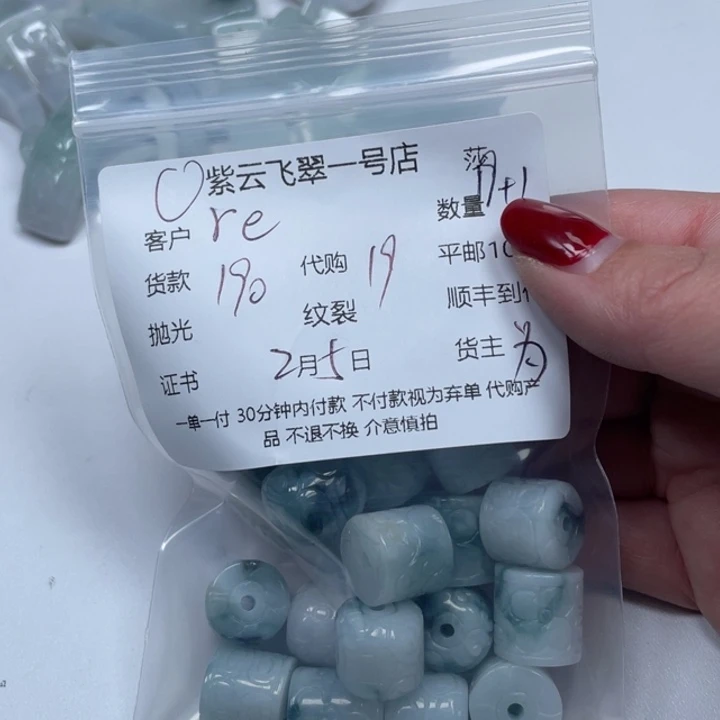 紫云飞翠一号店
客户 re 数量
货款 190 代购 19 平邮10
抛光 纹裂 顺丰到付
证书 2月5日 货主
一单一付 30分钟内付款 不付款视为弃单 代购产
品 不退不换 介意慎拍